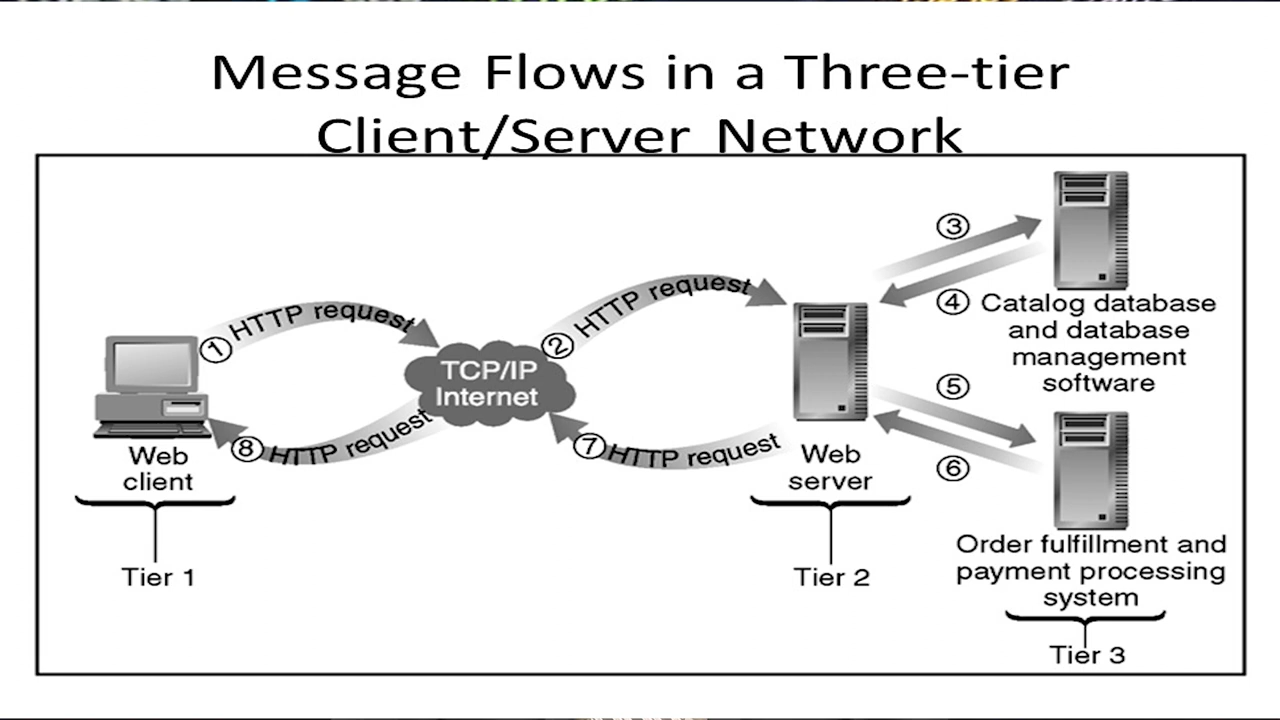 Message Flows in a Three-tier
Client/Server Network
① HTTP request
② HTTP request
③
④
Catalog database
and database
management
software
TCP/IP
Internet
⑤
⑥
⑦ HTTP request
⑧ HTTP request
Web
client
Web
server
Order fulfillment and
payment processing
system
Tier 1
Tier 2
Tier 3